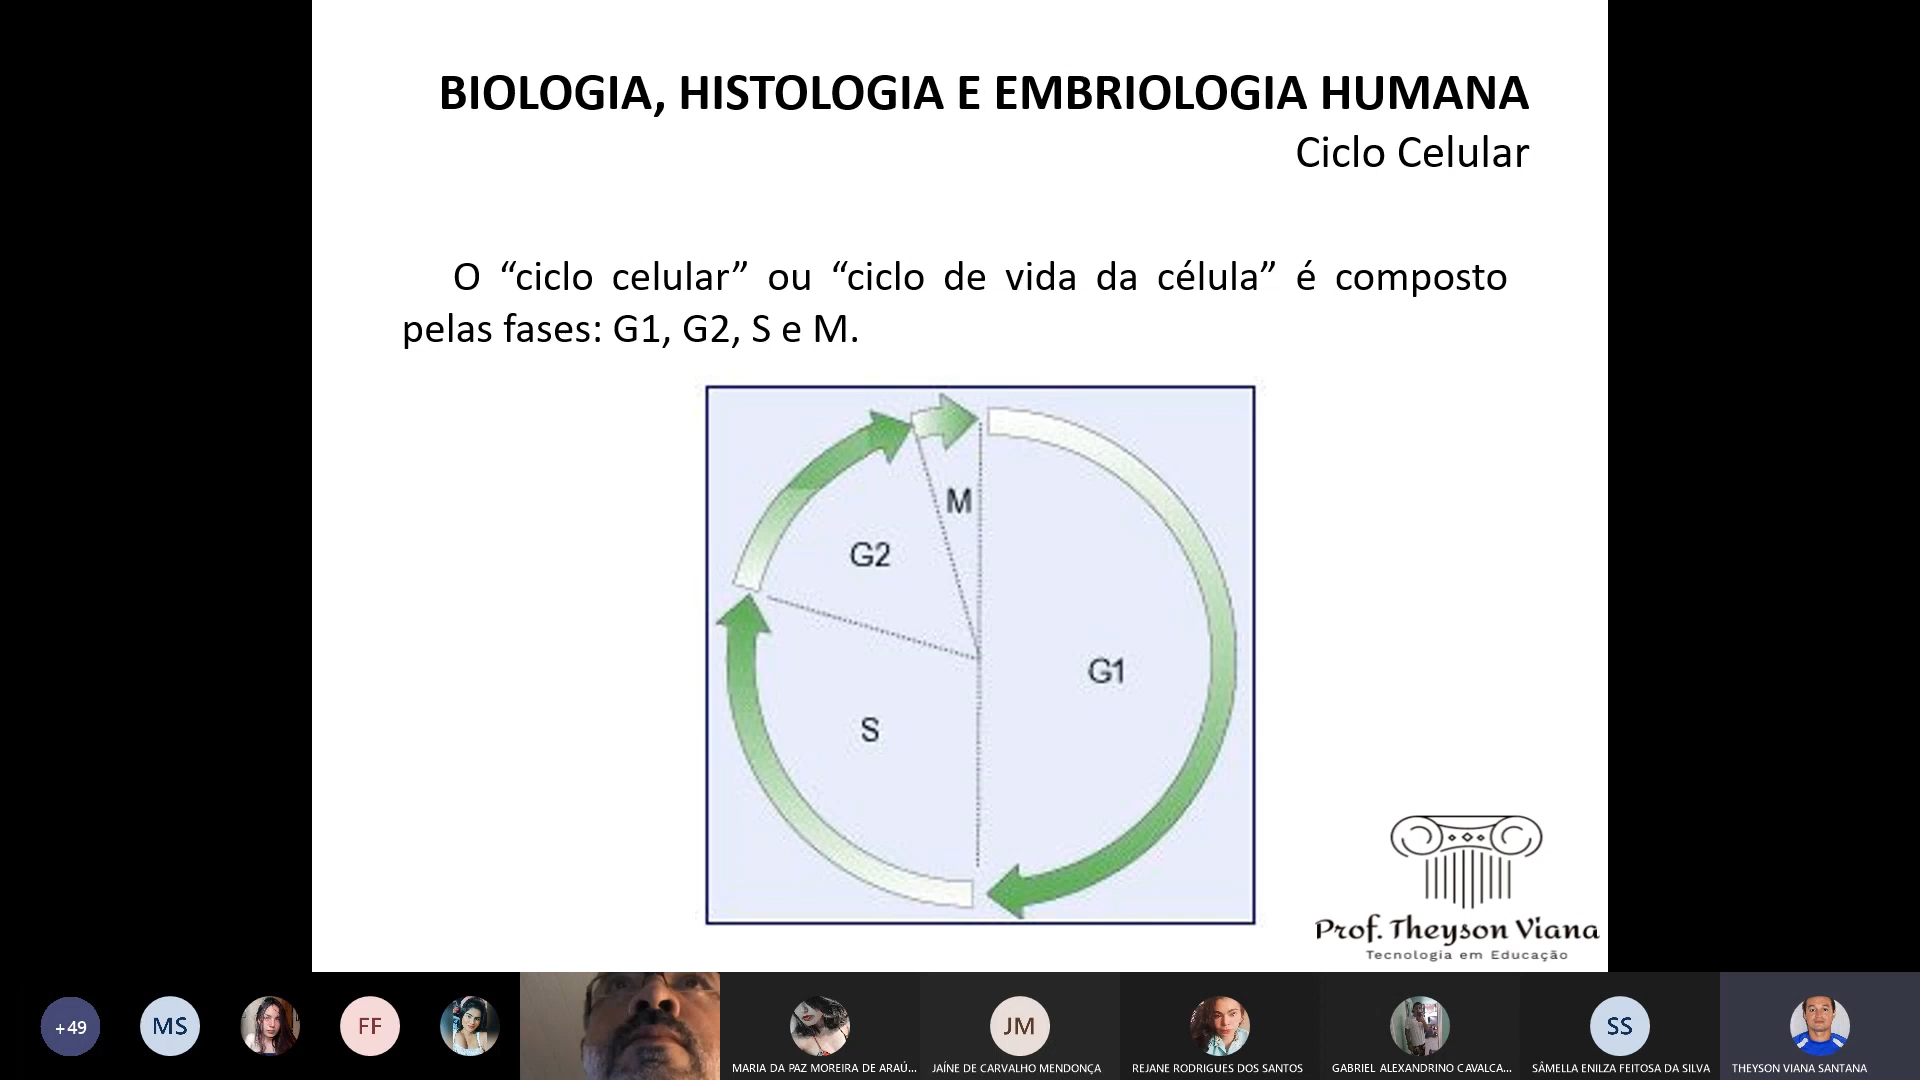 BIOLOGIA, HISTOLOGIA E EMBRIOLOGIA HUMANA
Ciclo Celular
O “ciclo celular” ou “ciclo de vida da célula” é composto
pelas fases: G1, G2, S e M.
M
G2
G1
S
Prof. Theyson Viana
Tecnologia em Educação
+49
MS
FF
JM
SS
MARIA DA PAZ MOREIRA DE ARAÚ...
JAÍNE DE CARVALHO MENDONÇA
REJANE RODRIGUES DOS SANTOS
GABRIEL ALEXANDRINO CAVALCA...
SÂMELLA ENILZA FEITOSA DA SILVA
THEYSON VIANA SANTANA